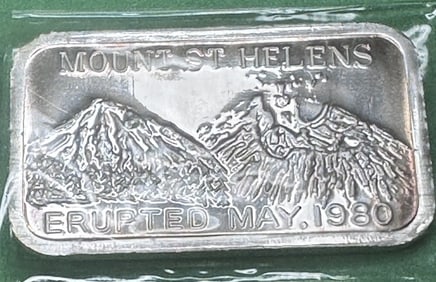 MOUNT ST HELENS
ERUPTED MAY. 1980